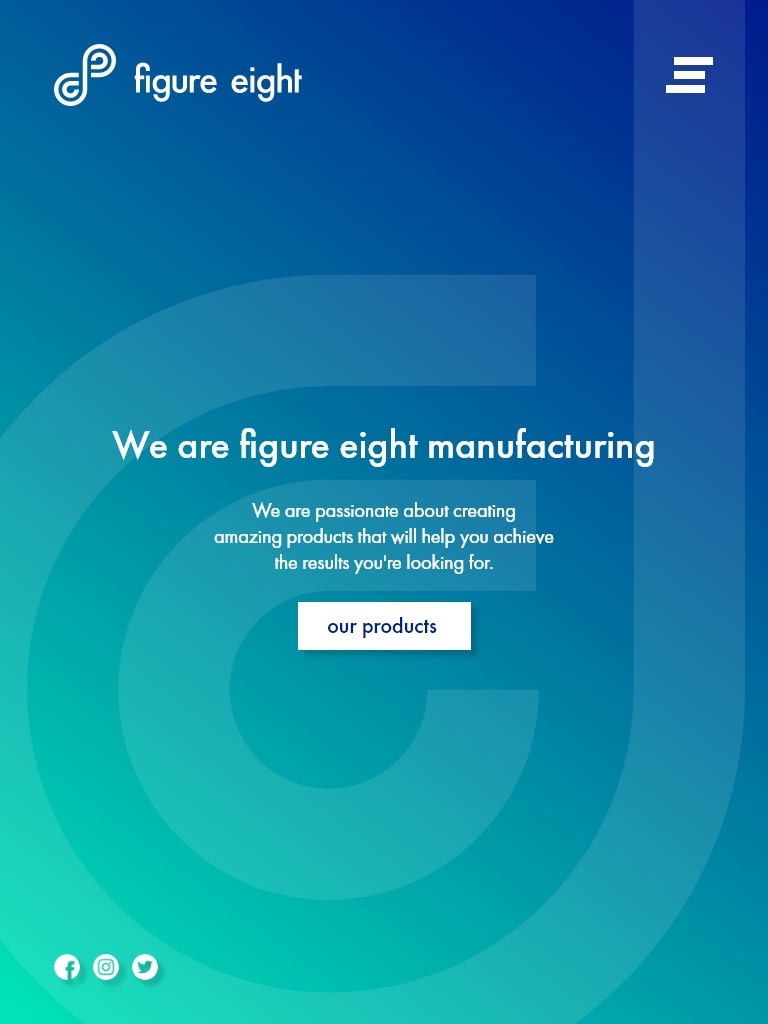 figure eight
We are figure eight manufacturing
We are passionate about creating
amazing products that will help you achieve
the results you're looking for.
our products